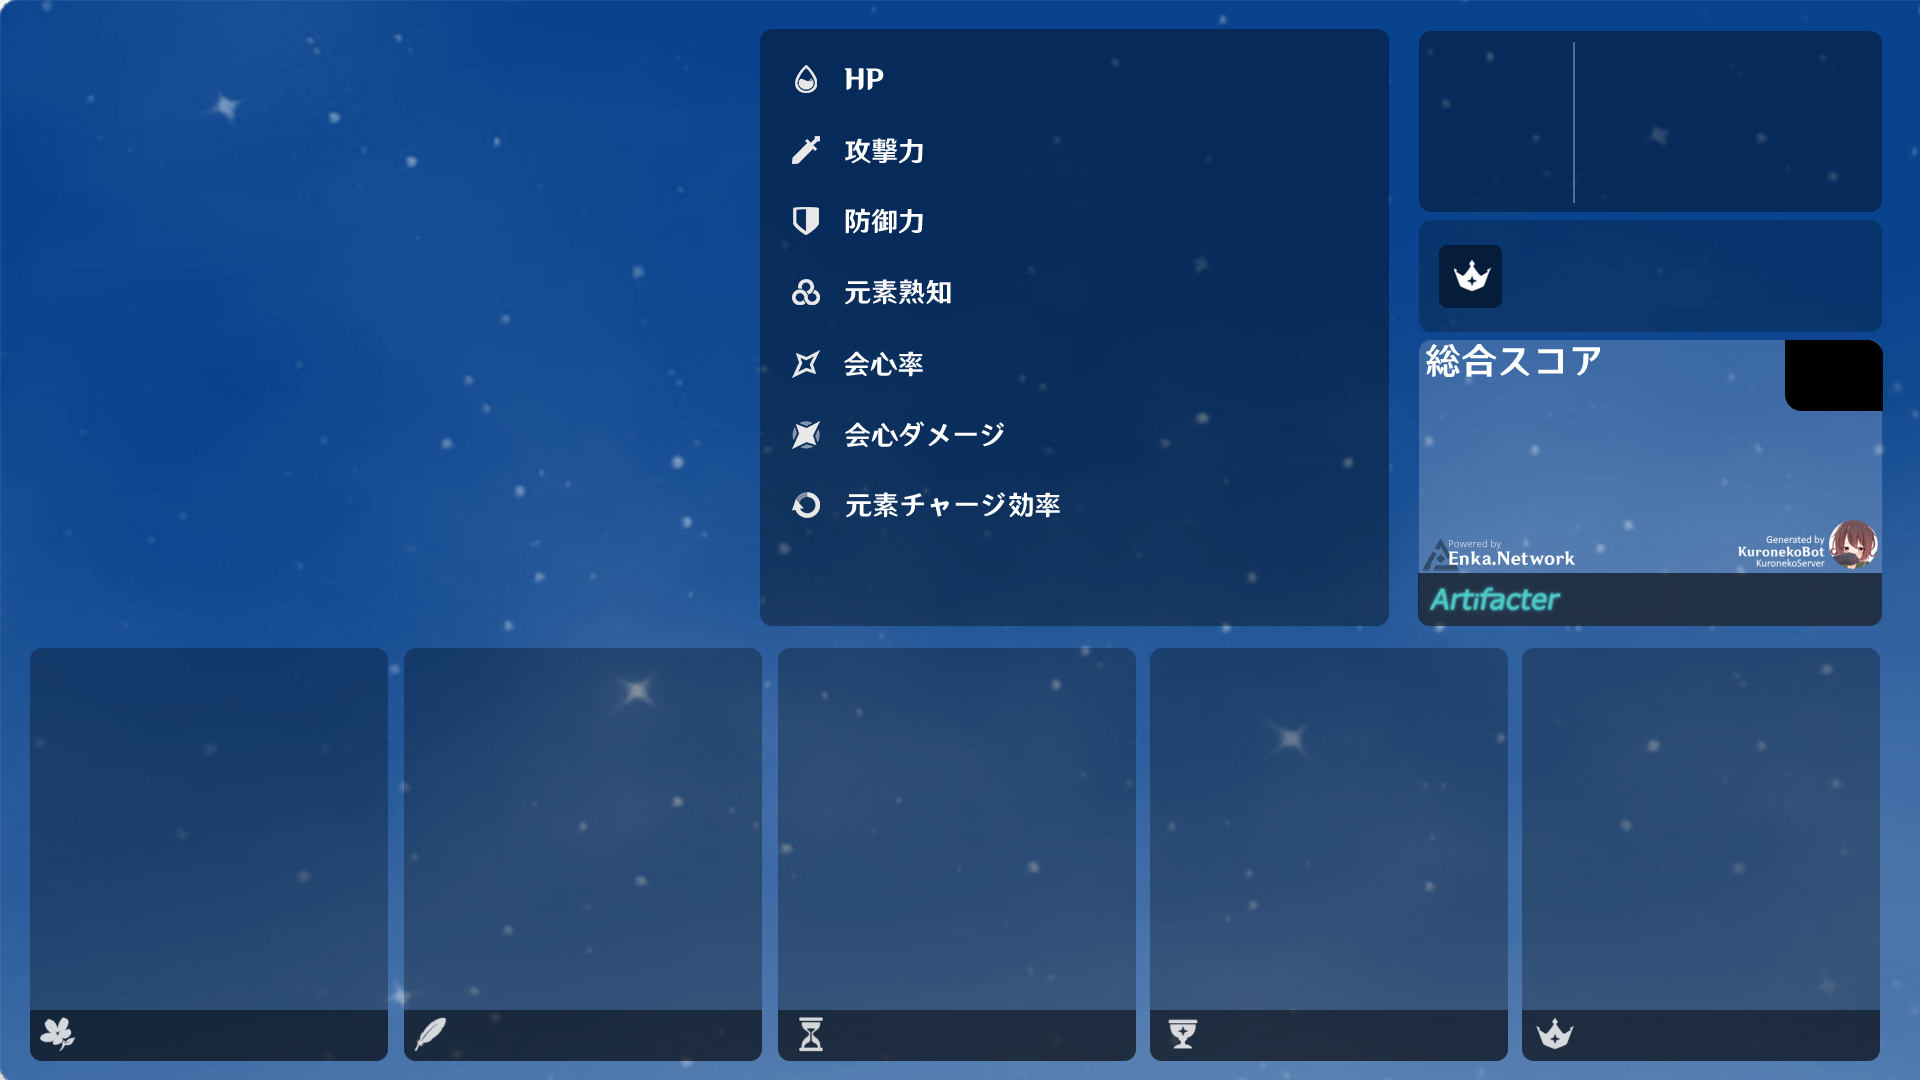 HP
攻撃力
防御力
元素熟知
会心率
会心ダメージ
元素チャージ効率
総合スコア
Powered by
Enka.Network
Generated by
KuronekoBot
KuronekoServer
Artifacter